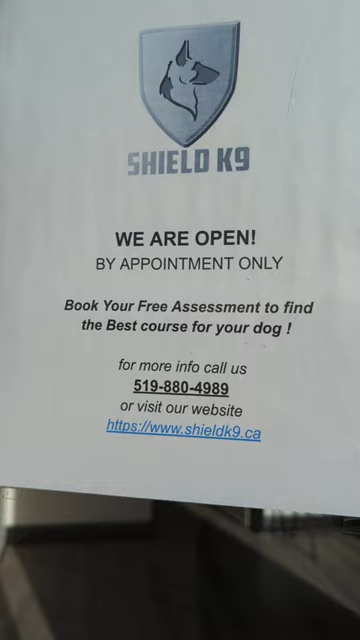 SHIELD K9
WE ARE OPEN!
BY APPOINTMENT ONLY
Book Your Free Assessment to find
the Best course for your dog !
for more info call us
519-880-4989
or visit our website
https://www.shieldk9.ca